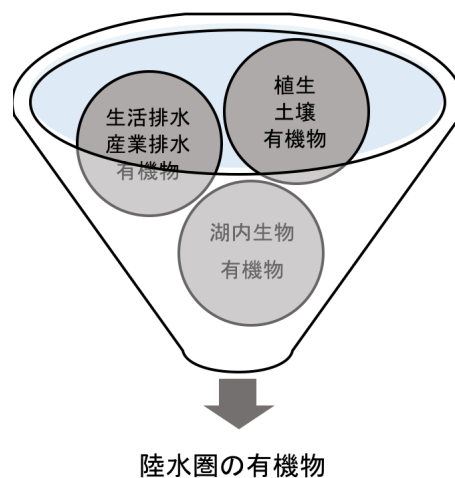 生活排水
産業排水
有機物
植生
土壌
有機物
湖内生物
有機物
陸水圏の有機物